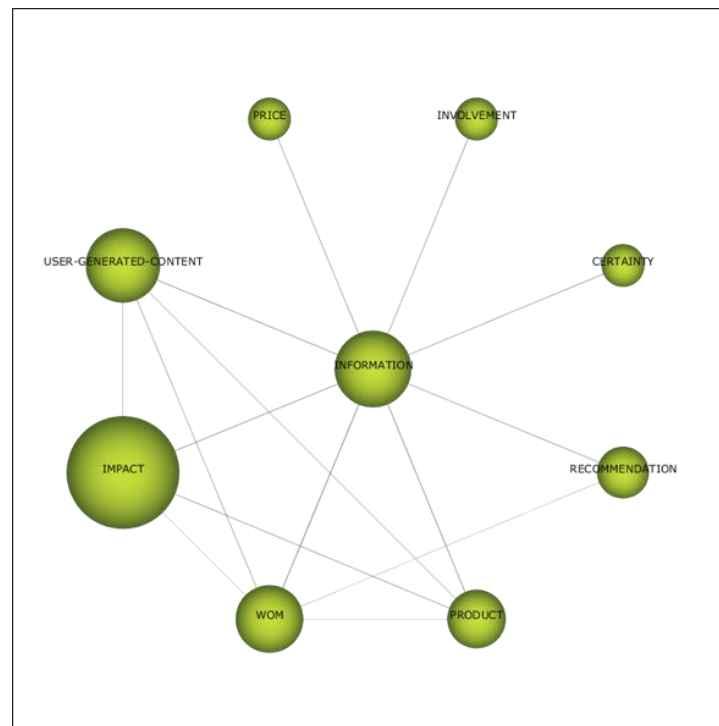 PRICE
INVOLVEMENT
USER-GENERATED-CONTENT
CERTAINTY
INFORMATION
IMPACT
RECOMMENDATION
WOM
PRODUCT